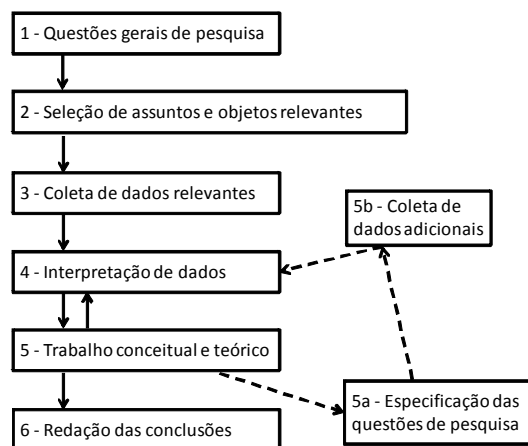 1 - Questões gerais de pesquisa
2 - Seleção de assuntos e objetos relevantes
3 - Coleta de dados relevantes
5b - Coleta de
dados adicionais
4 - Interpretação de dados
5 - Trabalho conceitual e teórico
5a - Especificação das
questões de pesquisa
6 - Redação das conclusões